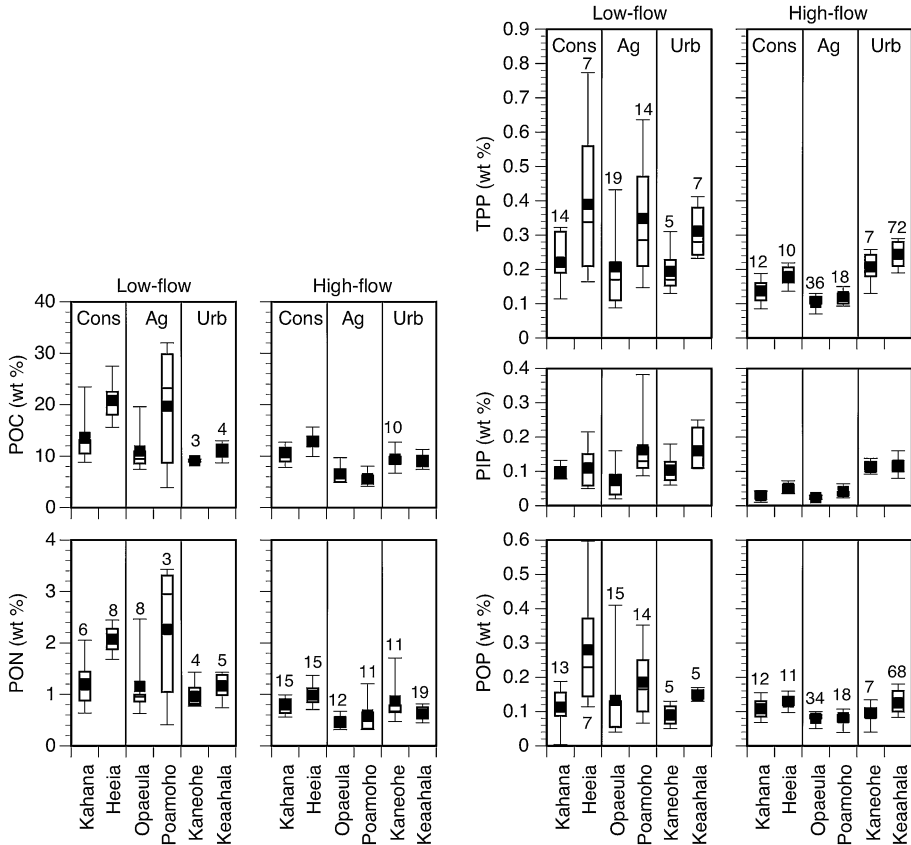 Low-flow
High-flow
Cons
Ag
Urb
Cons
Ag
Urb
TPP (wt %)
0.9
0.8
0.7
0.6
0.5
0.4
0.3
0.2
0.1
0
14
7
19
14
5
7
12
10
36
18
7
72
Low-flow
High-flow
Cons
Ag
Urb
Cons
Ag
Urb
POC (wt %)
40
30
20
10
0
3
4
10
PIP (wt %)
0.4
0.3
0.2
0.1
0
PON (wt %)
4
3
2
1
0
6
8
8
3
4
5
15
15
12
11
11
19
POP (wt %)
0.6
0.5
0.4
0.3
0.2
0.1
0
13
7
15
14
5
5
12
11
34
18
7
68
Kahana
Heeia
Opaeula
Poamoho
Kaneohe
Keaahala
Kahana
Heeia
Opaeula
Poamoho
Kaneohe
Keaahala
Kahana
Heeia
Opaeula
Poamoho
Kaneohe
Keaahala
Kahana
Heeia
Opaeula
Poamoho
Kaneohe
Keaahala